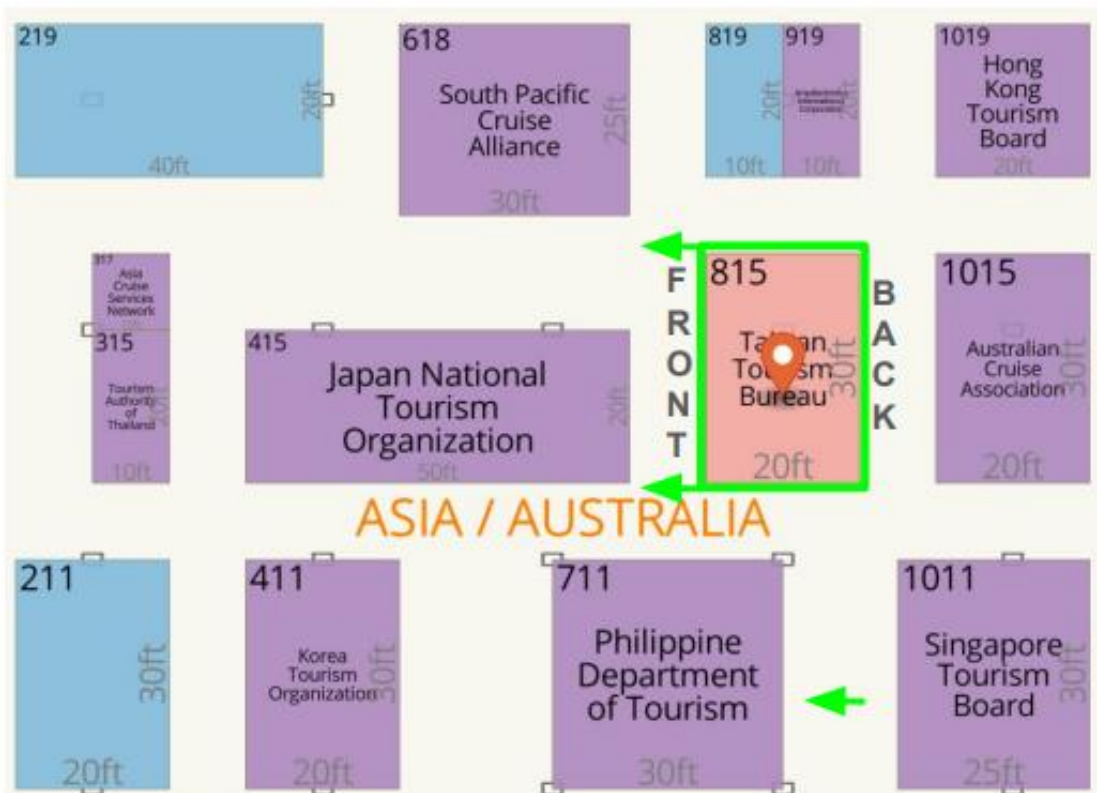 219
20ft
40ft
618
South Pacific
Cruise
Alliance
25ft
30ft
819
20ft
10ft
919
International
Corporation
20ft
10ft
1019
Hong
Kong
Tourism
Board
20ft
317
Asia
Cruise
Services
Network
315
Tourism
Authority
of
Thailand
20ft
10ft
415
Japan National
Tourism
Organization
20ft
50ft
FRONT
815
Taiwan
Tourism
Bureau
30ft
20ft
BACK
1015
Australian
Cruise
Association
30ft
20ft
ASIA / AUSTRALIA
211
30ft
20ft
411
Korea
Tourism
Organization
30ft
20ft
711
Philippine
Department
of Tourism
30ft
1011
Singapore
Tourism
Board
30ft
25ft